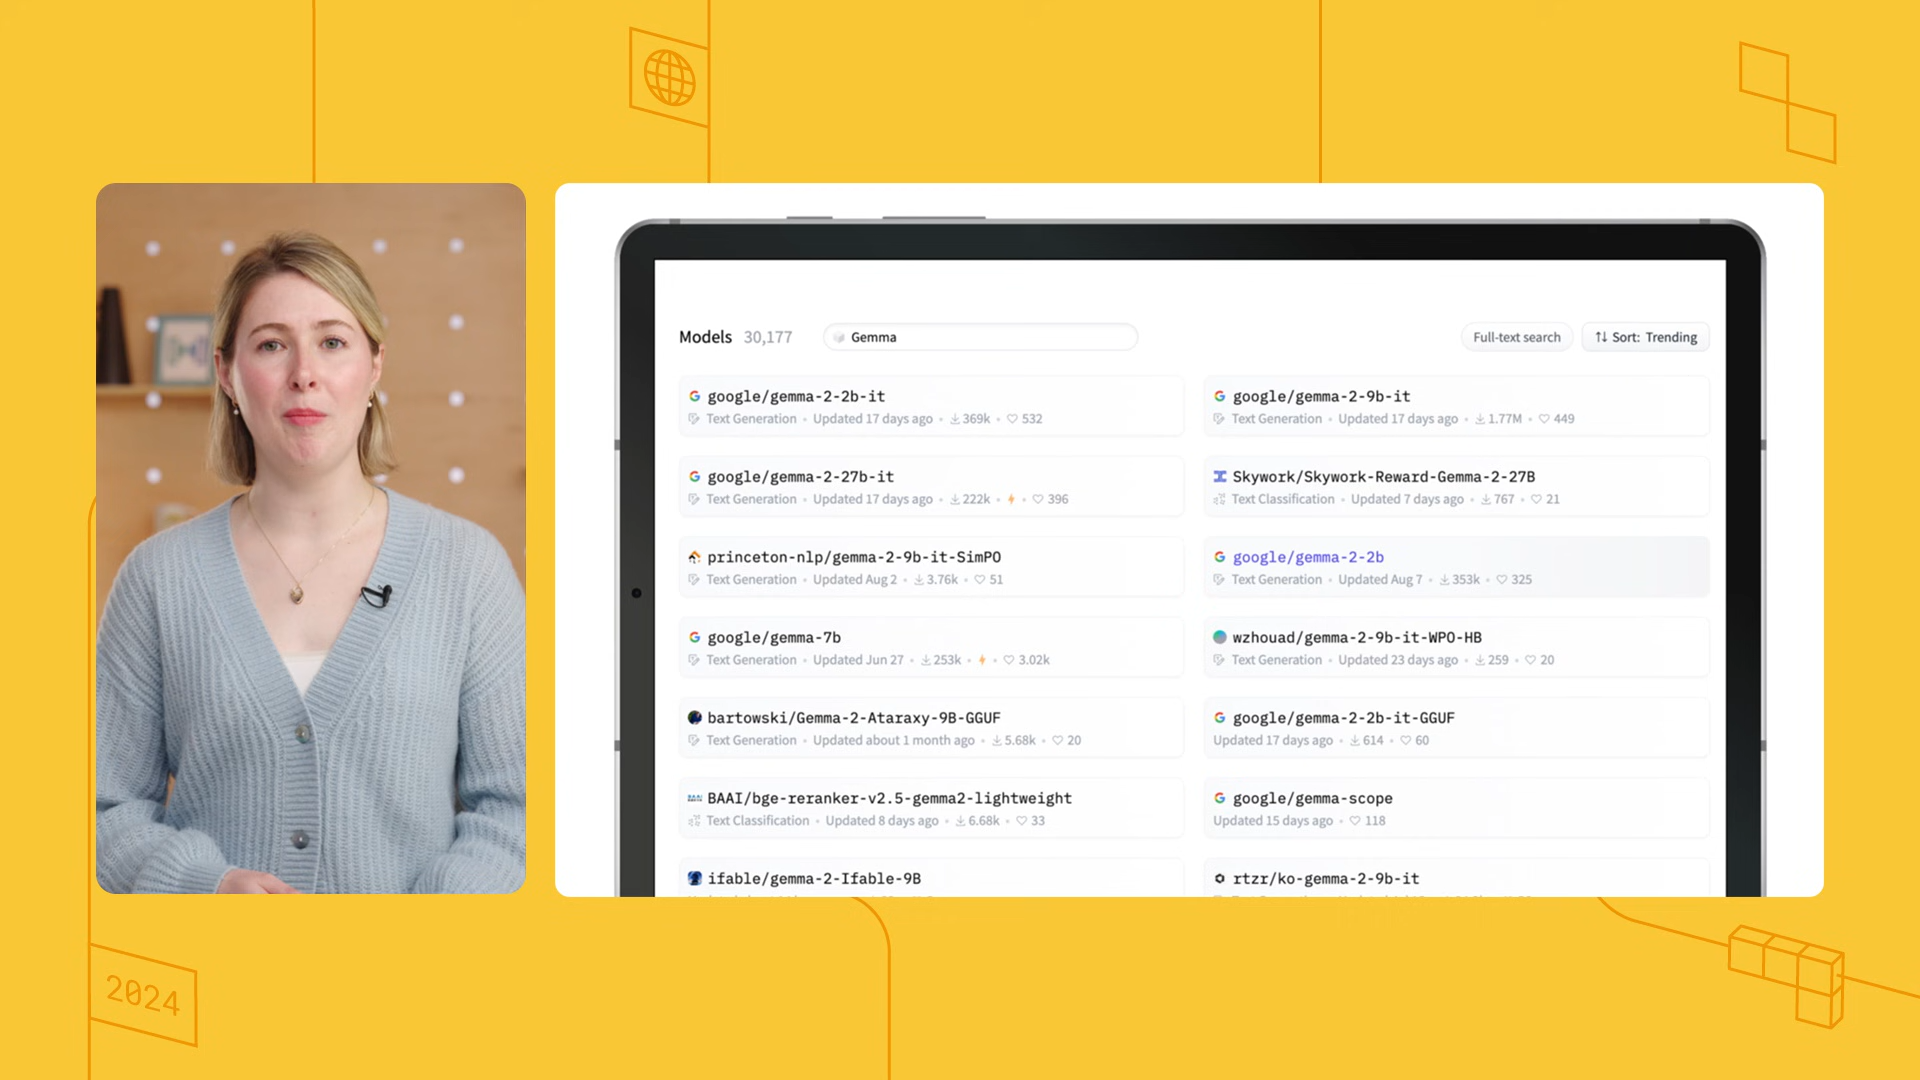 Models 30,177
Gemma
Full-text search
Sort: Trending
google/gemma-2-2b-it
Text Generation • Updated 17 days ago • 369k • 532
google/gemma-2-9b-it
Text Generation • Updated 17 days ago • 1.77M • 449
google/gemma-2-27b-it
Text Generation • Updated 17 days ago • 222k • 396
Skywork/Skywork-Reward-Gemma-2-27B
Text Classification • Updated 7 days ago • 767 • 21
princeton-nlp/gemma-2-9b-it-SimPO
Text Generation • Updated Aug 2 • 3.76k • 51
google/gemma-2-2b
Text Generation • Updated Aug 7 • 353k • 325
google/gemma-7b
Text Generation • Updated Jun 27 • 253k • 3.02k
wzhouad/gemma-2-9b-it-WPO-HB
Text Generation • Updated 23 days ago • 259 • 20
bartowski/Gemma-2-Ataraxy-9B-GGUF
Text Generation • Updated about 1 month ago • 5.68k • 20
google/gemma-2-2b-it-GGUF
Updated 17 days ago • 614 • 60
BAAI/bge-reranker-v2.5-gemma2-lightweight
Text Classification • Updated 8 days ago • 6.68k • 33
google/gemma-scope
Updated 15 days ago • 118
ifable/gemma-2-Ifable-9B
rtzr/ko-gemma-2-9b-it
2024